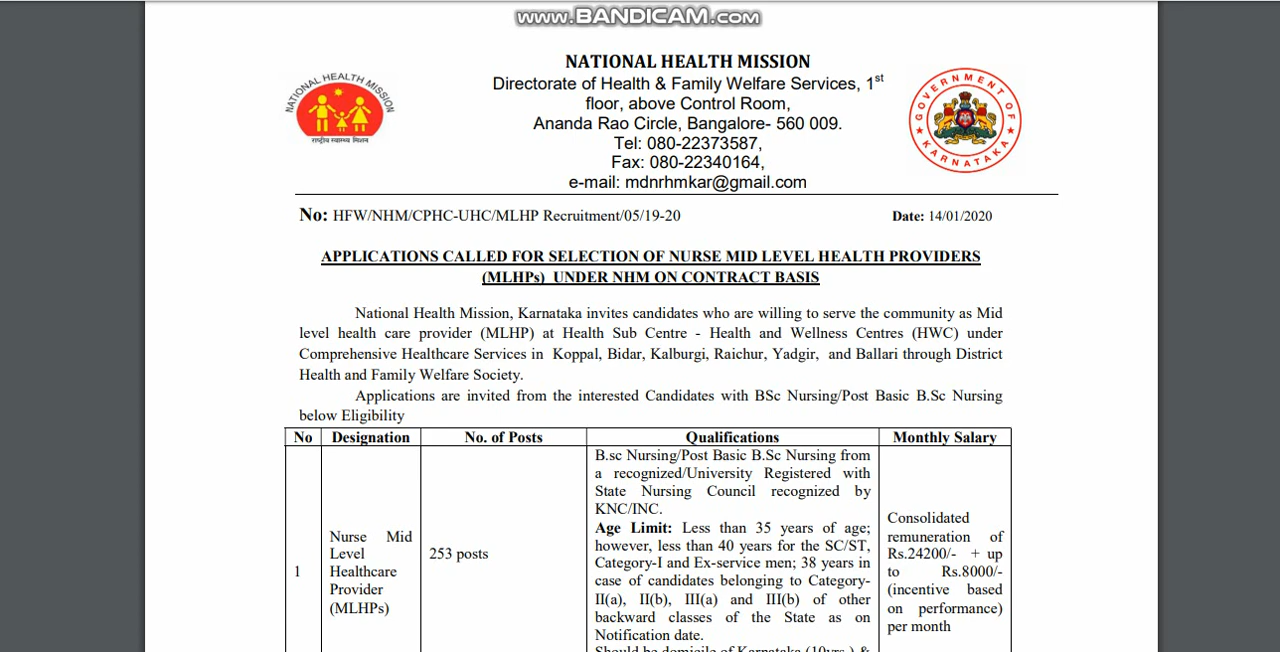 www.BANDICAM.com
NATIONAL HEALTH MISSION
Directorate of Health & Family Welfare Services, 1st
floor, above Control Room,
Ananda Rao Circle, Bangalore- 560 009.
Tel: 080-22373587,
Fax: 080-22340164,
e-mail: mdnrhmkar@gmail.com
NATIONAL HEALTH MISSION
राष्ट्रीय स्वास्थ्य मिशन
GOVERNMENT OF
KARNATAKA
No: HFW/NHM/CPHC-UHC/MLHP Recruitment/05/19-20 Date: 14/01/2020
APPLICATIONS CALLED FOR SELECTION OF NURSE MID LEVEL HEALTH PROVIDERS
(MLHPs) UNDER NHM ON CONTRACT BASIS
National Health Mission, Karnataka invites candidates who are willing to serve the community as Mid
level health care provider (MLHP) at Health Sub Centre - Health and Wellness Centres (HWC) under
Comprehensive Healthcare Services in Koppal, Bidar, Kalburgi, Raichur, Yadgir, and Ballari through District
Health and Family Welfare Society.
Applications are invited from the interested Candidates with BSc Nursing/Post Basic B.Sc Nursing
below Eligibility
No Designation No. of Posts Qualifications Monthly Salary
1
Nurse Mid
Level
Healthcare
Provider
(MLHPs)
253 posts
B.sc Nursing/Post Basic B.Sc Nursing from
a recognized/University Registered with
State Nursing Council recognized by
KNC/INC.
Age Limit: Less than 35 years of age;
however, less than 40 years for the SC/ST,
Category-I and Ex-service men; 38 years in
case of candidates belonging to Category-
II(a), II(b), III(a) and III(b) of other
backward classes of the State as on
Notification date.
Should be domicile of Karnataka (10yrs.) &
Consolidated
remuneration of
Rs.24200/- + up
to Rs.8000/-
(incentive based
on performance)
per month